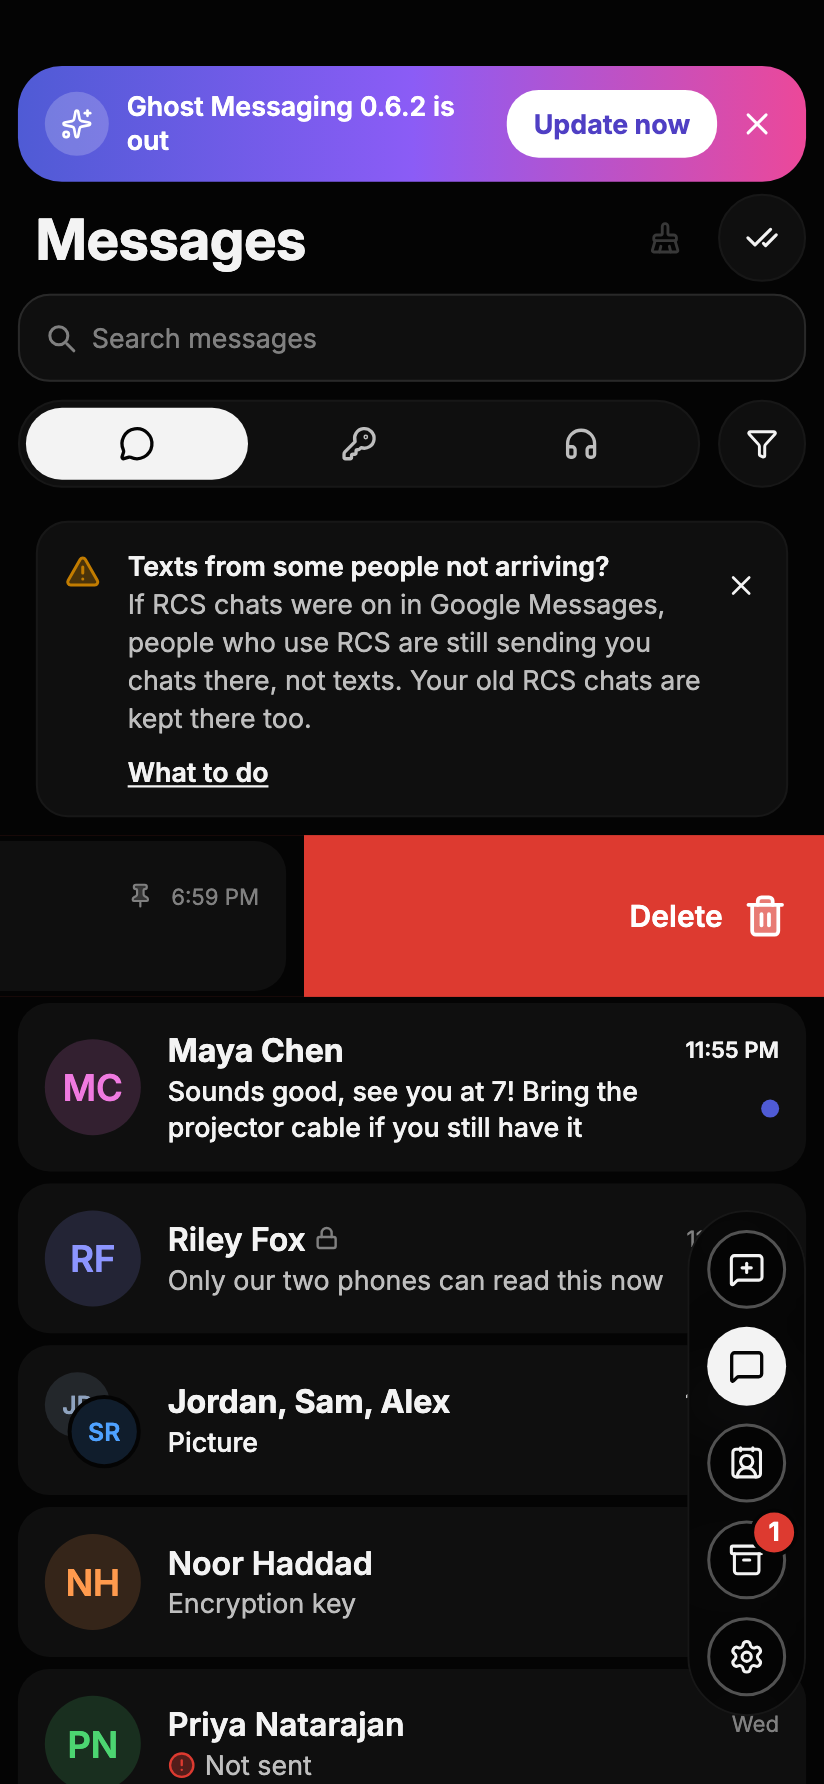 Ghost Messaging 0.6.2 is
out
Update now
Messages
Search messages
Texts from some people not arriving?
If RCS chats were on in Google Messages,
people who use RCS are still sending you
chats there, not texts. Your old RCS chats are
kept there too.
What to do
6:59 PM
Delete
MC
Maya Chen
11:55 PM
Sounds good, see you at 7! Bring the
projector cable if you still have it
RF
Riley Fox
Only our two phones can read this now
SR
Jordan, Sam, Alex
Picture
1
NH
Noor Haddad
Encryption key
PN
Priya Natarajan
Wed
Not sent